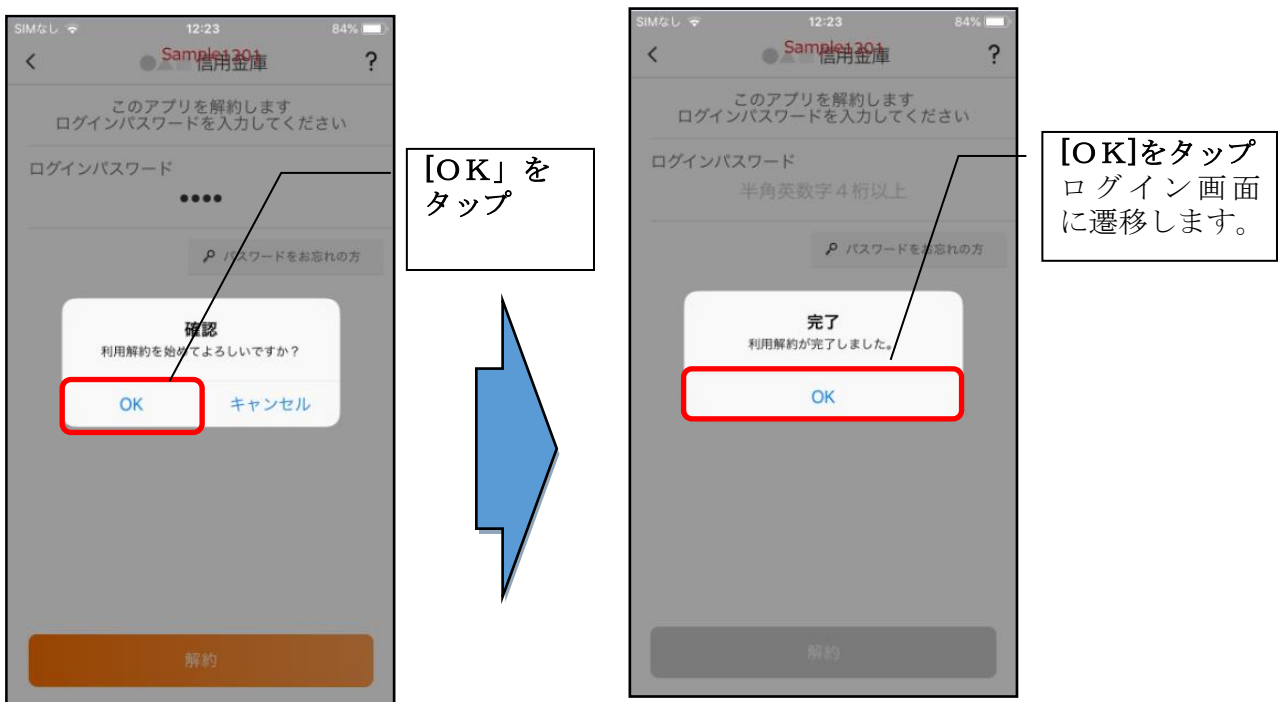 SIMなし 12:23 84%
Sample1201
信用金庫 ?
このアプリを解約します
ログインパスワードを入力してください
ログインパスワード
••••
パスワードをお忘れの方
確認
利用解約を始めてよろしいですか？
OK キャンセル
解約
[ＯＫ」を
タップ
SIMなし 12:23 84%
信用金庫 ?
このアプリを解約します
ログインパスワードを入力してください
ログインパスワード
半角英数字４桁以上
パスワードをお忘れの方
完了
利用解約が完了しました。
OK
解約
[ＯＫ]をタップ
ログイン画面
に遷移します。